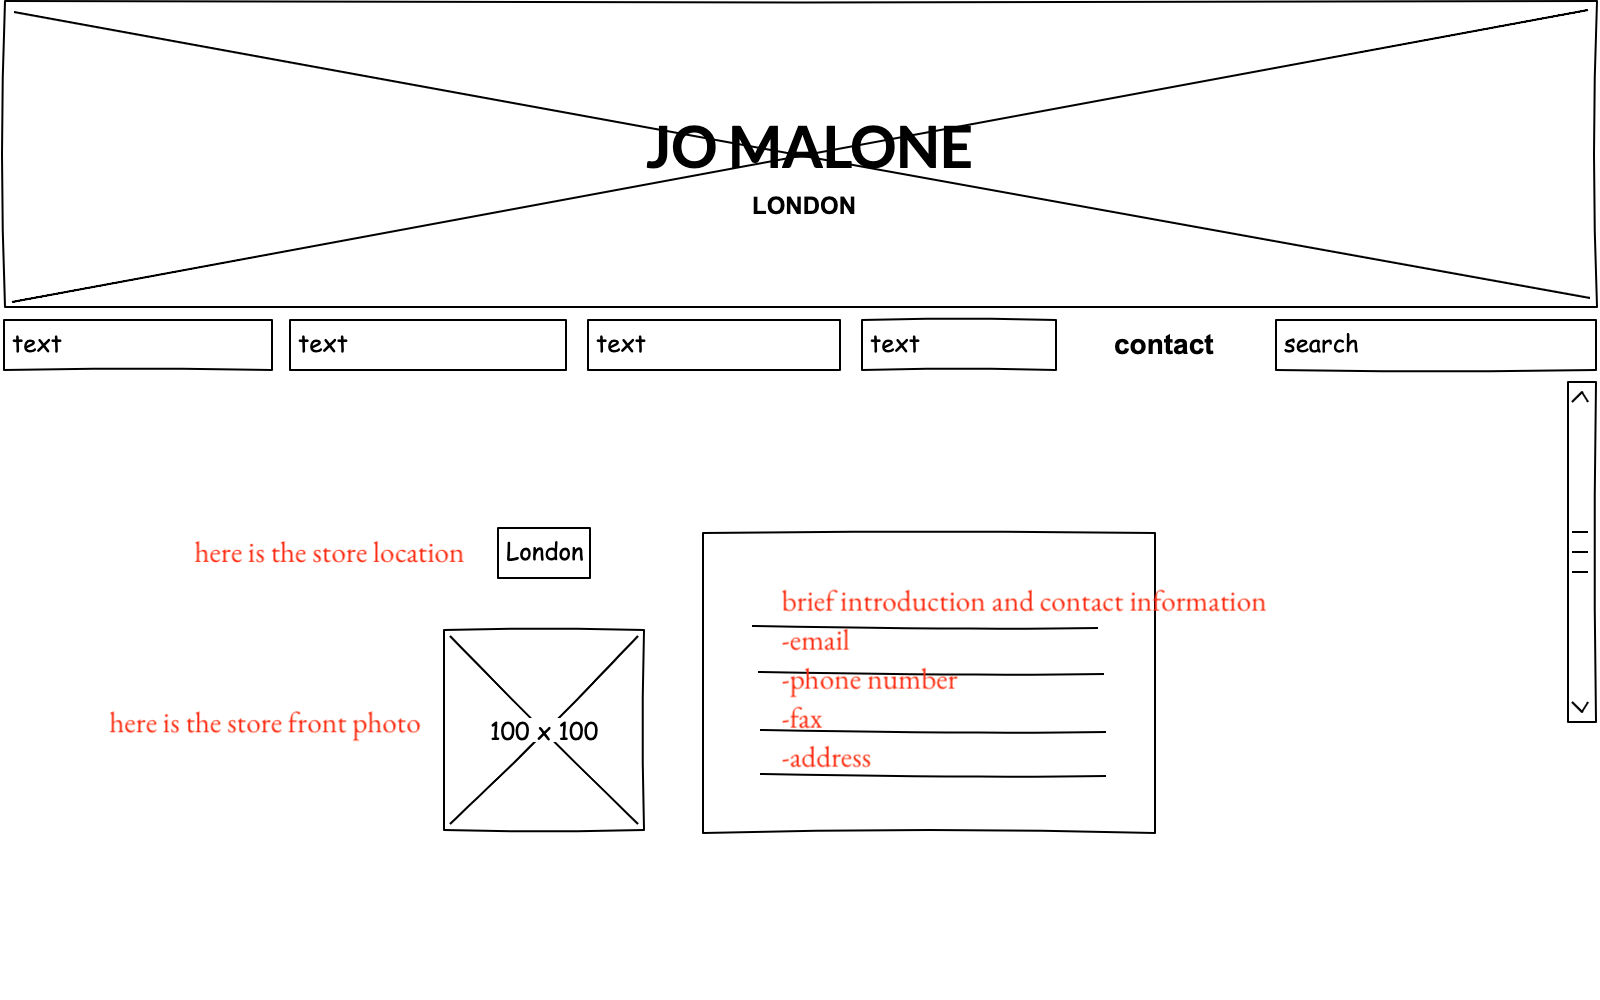 JO MALONE
LONDON
text text text text contact search
here is the store location London
brief introduction and contact information
-email
-phone number
-fax
-address
here is the store front photo 100 x 100